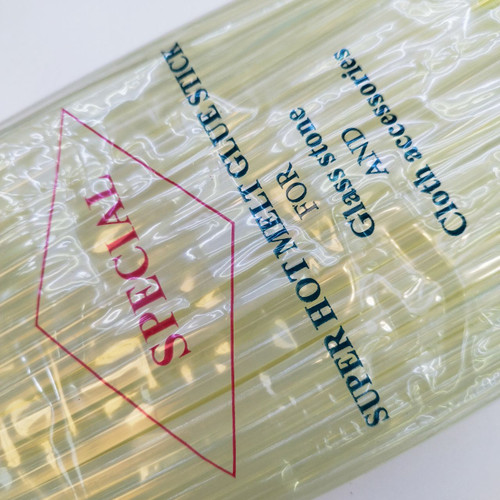 SPECIAL
SUPER HOT MELT GLUE STICK
FOR
Glass stone
AND
Cloth accessories